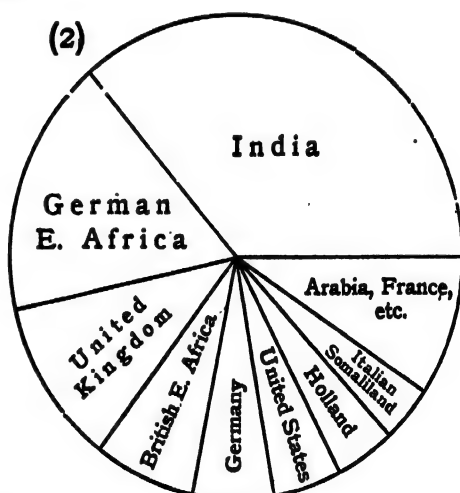 (2)
India
German
E. Africa
Arabia, France,
etc.
United
Kingdom
Italian
Somaliland
British E. Africa
Germany
United States
Holland